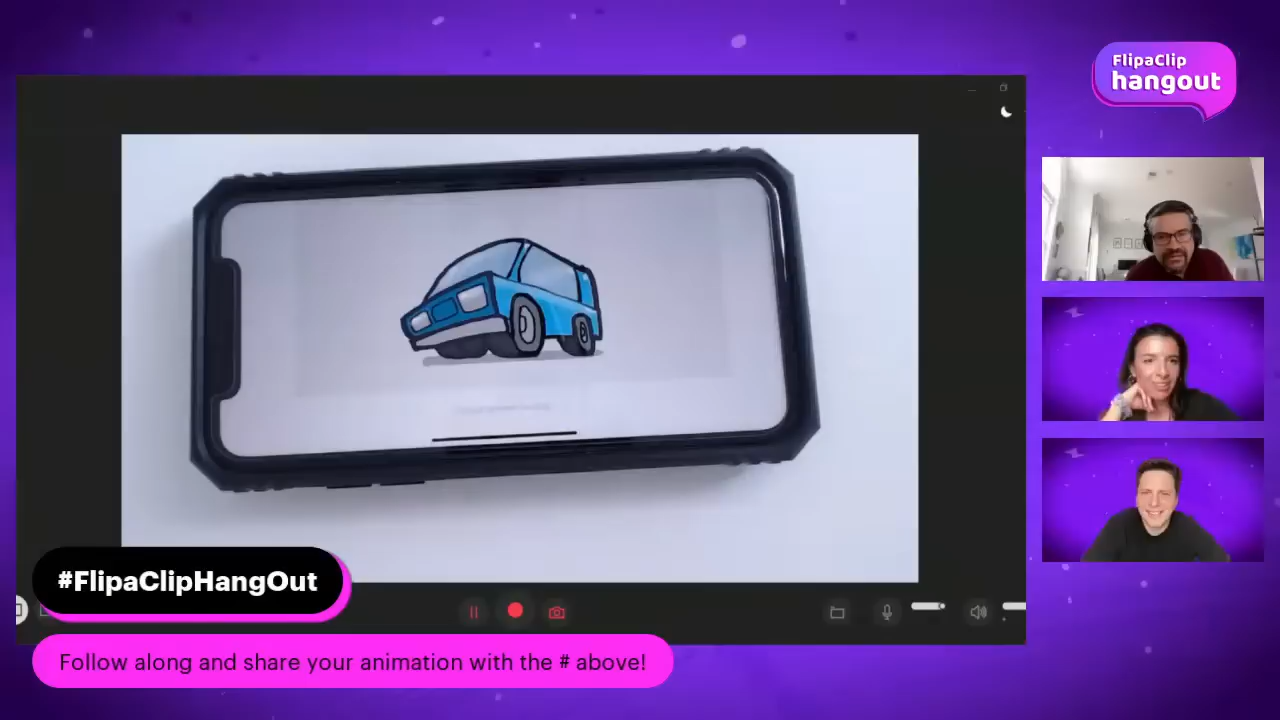 FlipaClip
hangout
#FlipaClipHangOut
Follow along and share your animation with the # above!